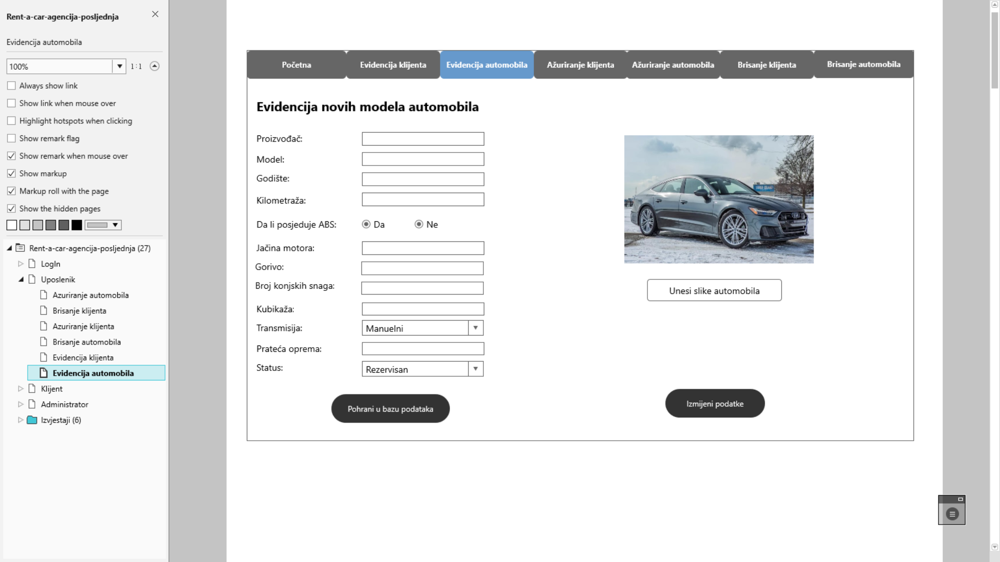 Rent-a-car-agencija-posljednja
Evidencija automobila
100%
1:1
Always show link
Show link when mouse over
Highlight hotspots when clicking
Show remark flag
Show remark when mouse over
Show markup
Markup roll with the page
Show the hidden pages
Rent-a-car-agencija-posljednja (27)
LogIn
Uposlenik
Azuriranje automobila
Brisanje klijenta
Azuriranje klijenta
Brisanje automobila
Evidencija klijenta
Evidencija automobila
Klijent
Administrator
Izvjestaji (6)
Početna Evidencija klijenta Evidencija automobila Ažuriranje klijenta Ažuriranje automobila Brisanje klijenta Brisanje automobila
Evidencija novih modela automobila
Proizvođač:
Model:
Godište:
Kilometraža:
Da li posjeduje ABS: Da Ne
Jačina motora:
Gorivo:
Broj konjskih snaga:
Kubikaža:
Transmisija: Manuelni
Prateća oprema:
Status: Rezervisan
Pohrani u bazu podataka
Unesi slike automobila
Izmijeni podatke